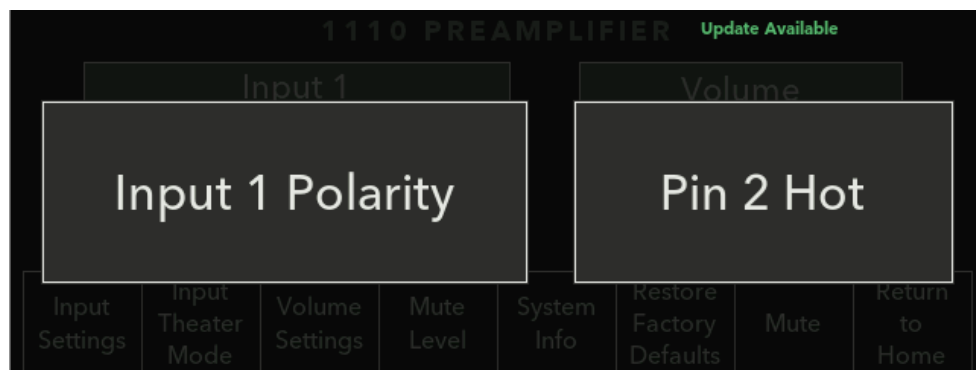 1110 PREAMPLIFIER Update Available
Input 1 Volume
Input 1 Polarity Pin 2 Hot
Input Settings
Input Theater Mode
Volume Settings
Mute Level
System Info
Restore Factory Defaults
Mute
Return to Home